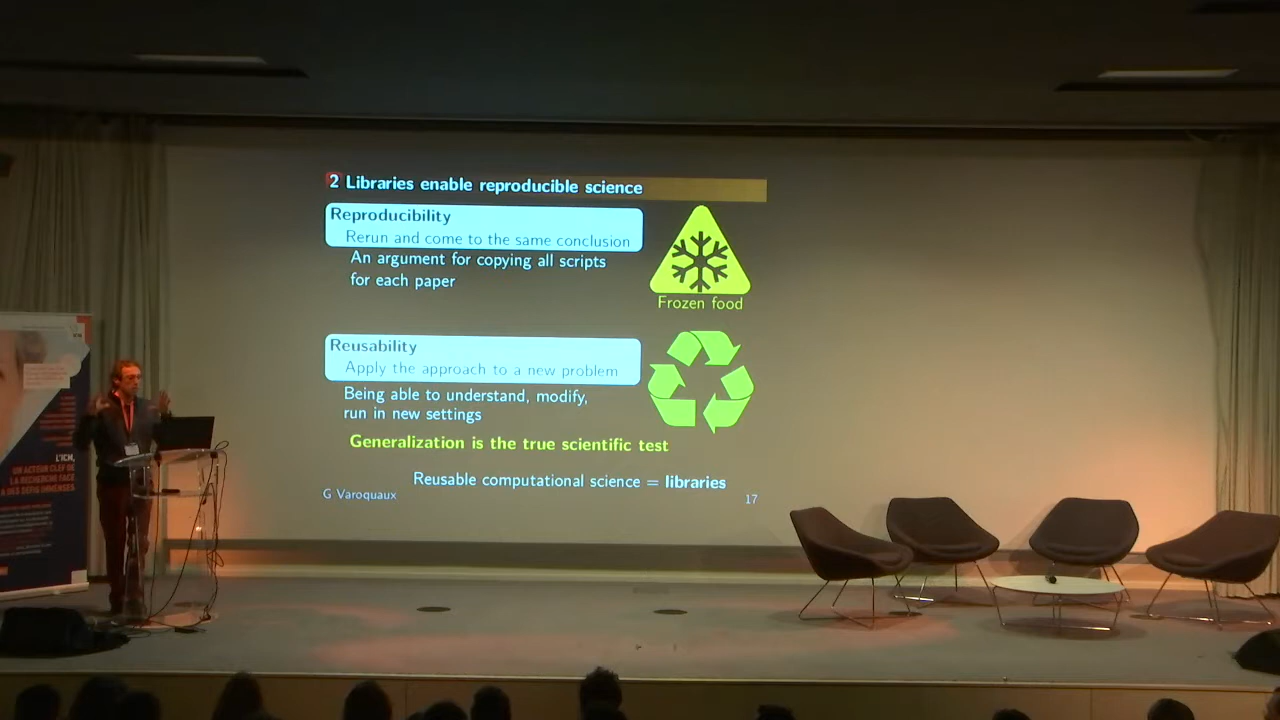 2 Libraries enable reproducible science
Reproducibility
Rerun and come to the same conclusion
An argument for copying all scripts
for each paper
Frozen food
Reusability
Apply the approach to a new problem
Being able to understand, modify,
run in new settings
Generalization is the true scientific test
Reusable computational science = libraries
G Varoquaux
17
L'ICM,
UN ACTEUR CLEF DE
LA RECHERCHE FACE
À DES DÉFIS IMMENSES